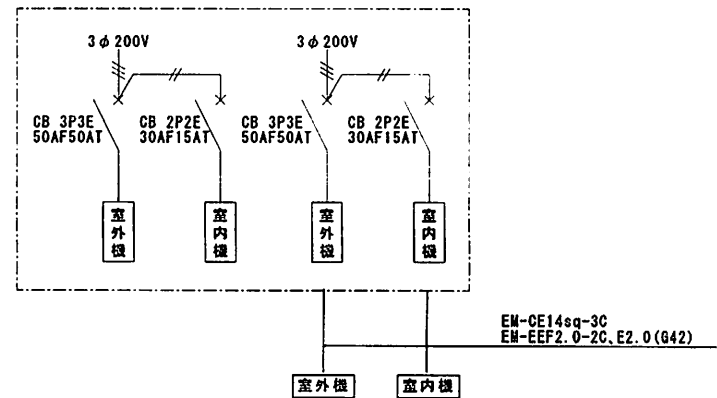 3φ200V
3φ200V
CB 3P3E
50AF50AT
CB 2P2E
30AF15AT
CB 3P3E
50AF50AT
CB 2P2E
30AF15AT
室外機
室内機
室外機
室内機
EM-CE14sq-3C
EM-EEF2.0-2C、E2.0(G42)
室外機
室内機